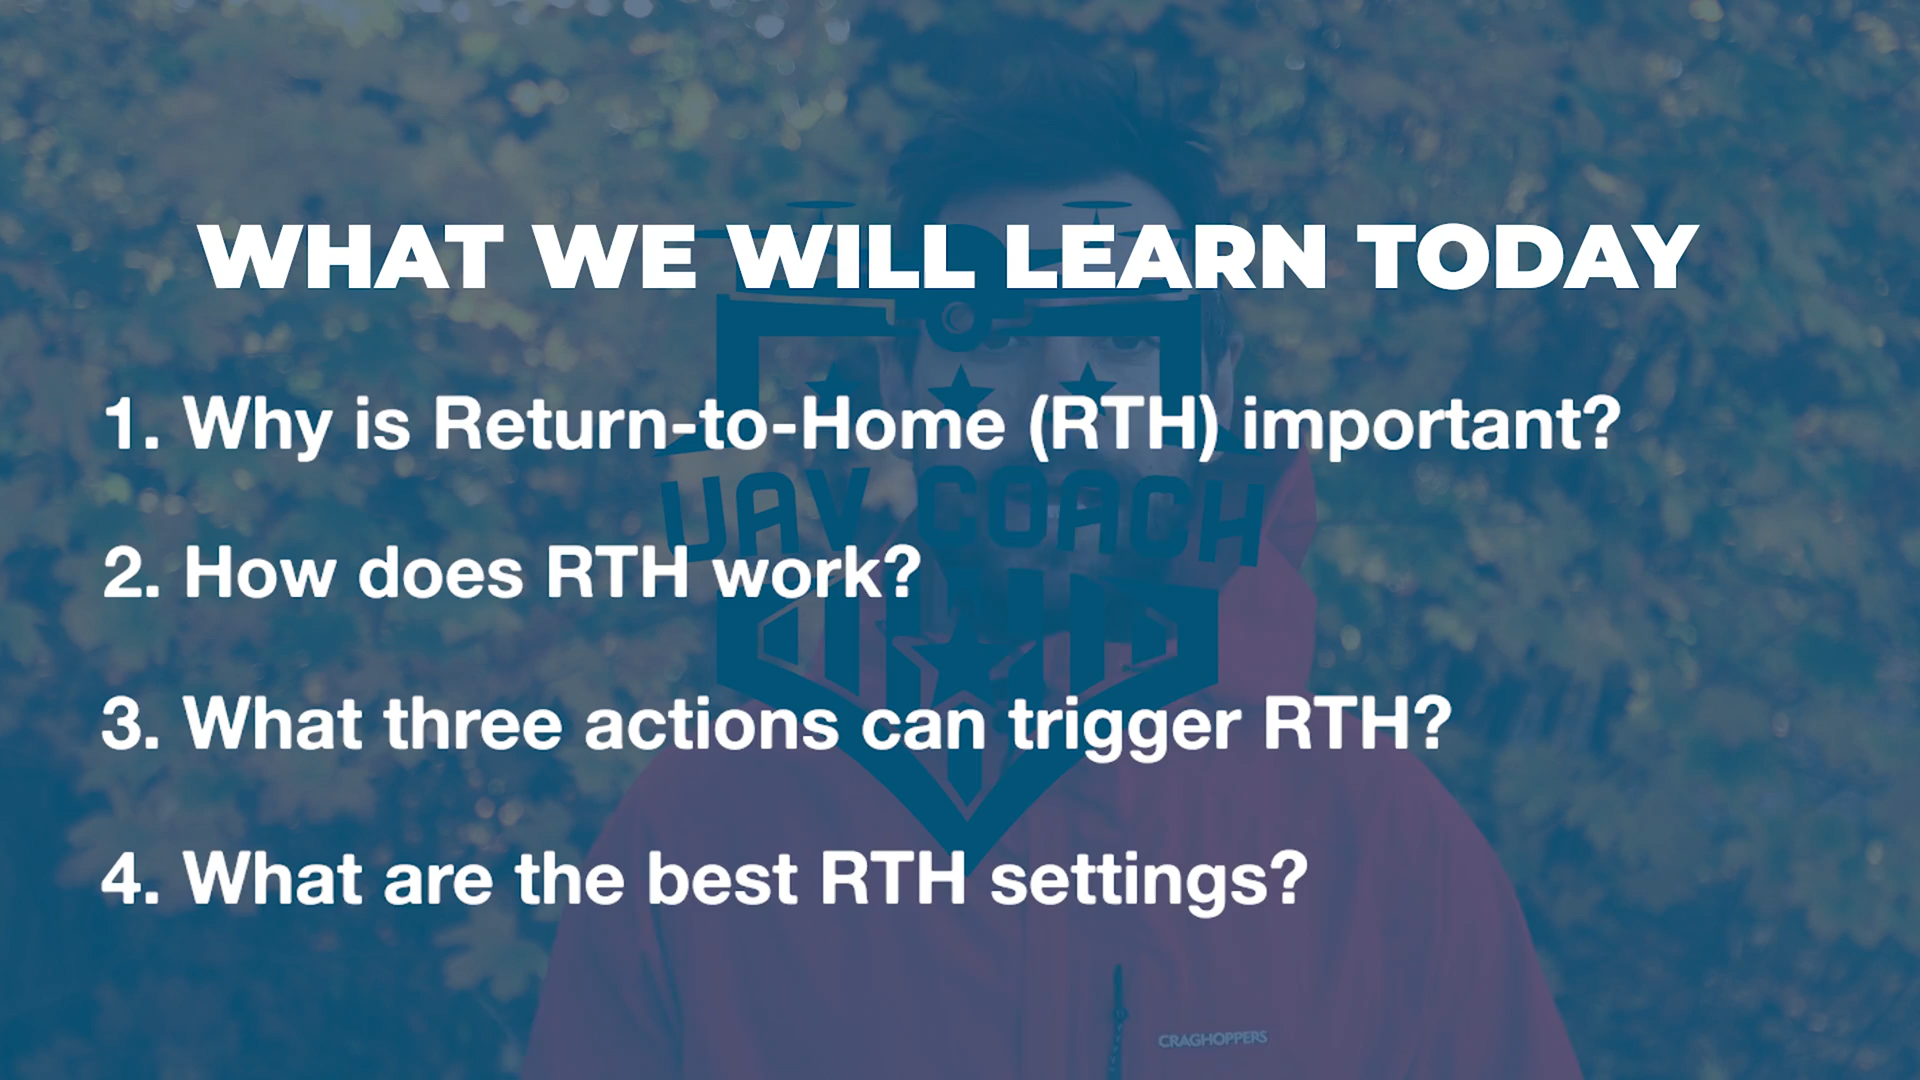 WHAT WE WILL LEARN TODAY
1. Why is Return-to-Home (RTH) important?
UAV COACH
2. How does RTH work?
3. What three actions can trigger RTH?
4. What are the best RTH settings?
CRAGHOPPERS